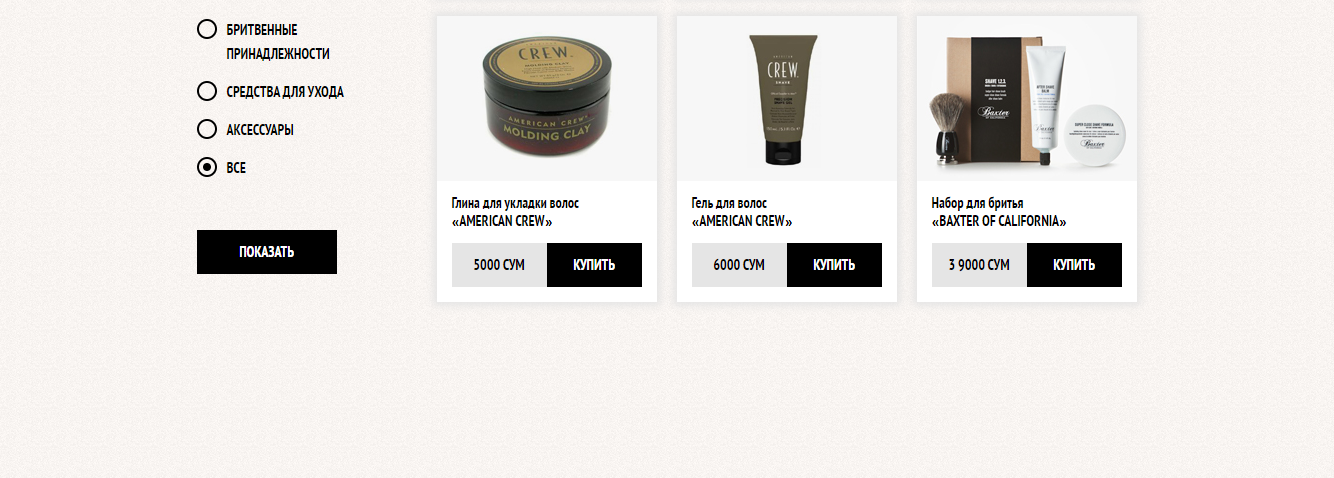 БРИТВЕННЫЕ
ПРИНАДЛЕЖНОСТИ
СРЕДСТВА ДЛЯ УХОДА
АКСЕССУАРЫ
ВСЕ
ПОКАЗАТЬ
CREW
MOLDING CLAY
AMERICAN CREW
MOLDING CLAY
Глина для укладки волос
«AMERICAN CREW»
5000 СУМ
КУПИТЬ
AMERICAN
CREW
SHAVE
Гель для волос
«AMERICAN CREW»
6000 СУМ
КУПИТЬ
SHAVE 1.2.3.
Baxter
OF CALIFORNIA
AFTER SHAVE
BALM
Baxter
SUPER CLOSE SHAVE FORMULA
Baxter
Набор для бритья
«BAXTER OF CALIFORNIA»
3 9000 СУМ
КУПИТЬ